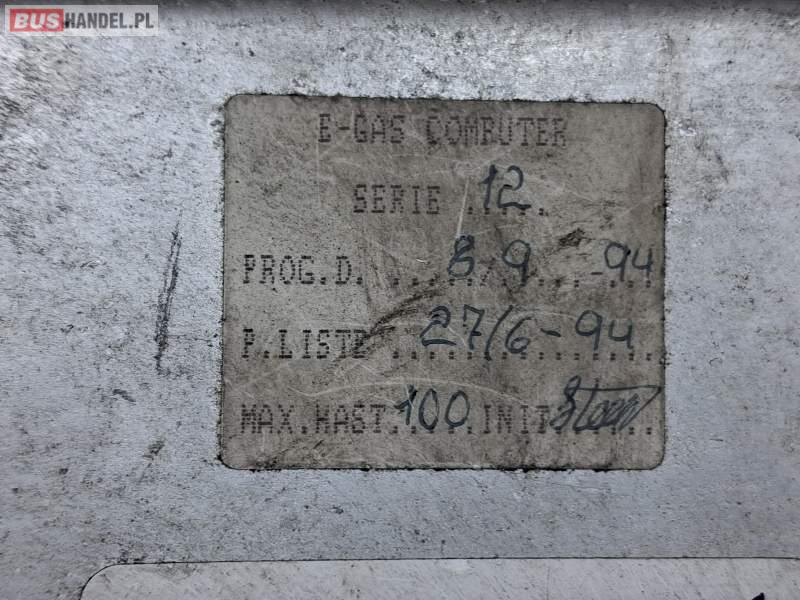 BUSHANDEL.PL
E-GAS COMPUTER
SERIE 12
PROG.D. 8/9 -94
P.LISTE 27/6-94
MAX.HAST. 100 INIT.